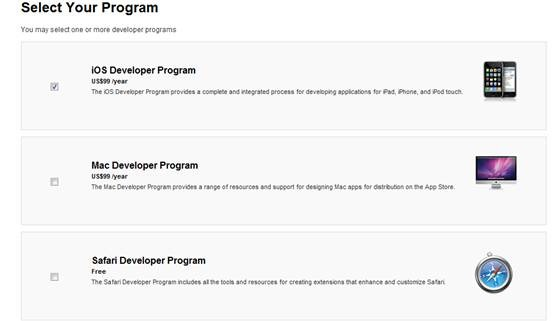 Select Your Program
You may select one or more developer programs
iOS Developer Program
US$99 /year
The iOS Developer Program provides a complete and integrated process for developing applications for iPad, iPhone, and iPod touch.
Mac Developer Program
US$99 /year
The Mac Developer Program provides a range of resources and support for designing Mac apps for distribution on the App Store.
Safari Developer Program
Free
The Safari Developer Program includes all the tools and resources for creating extensions that enhance and customize Safari.